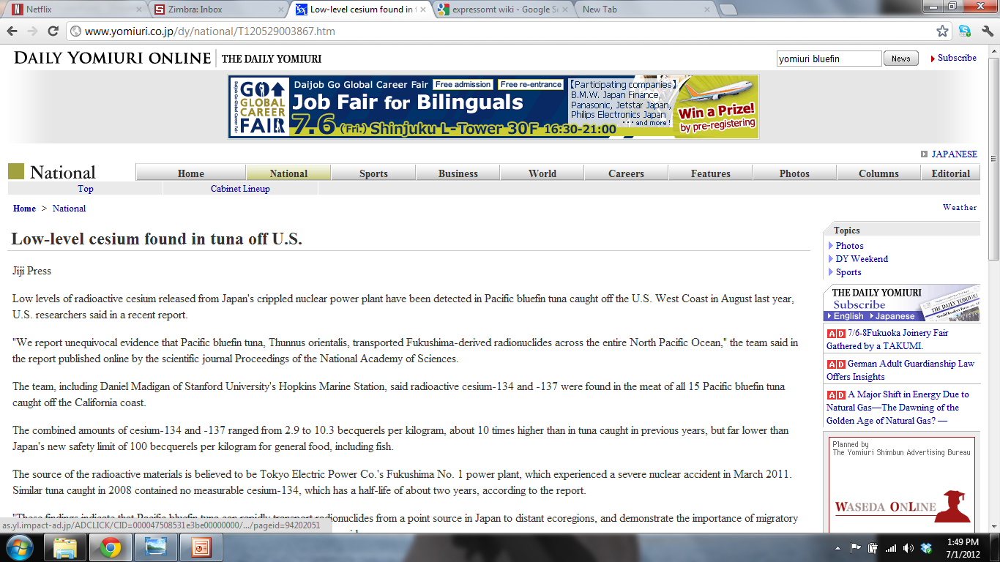 Netflix
Zimbra: Inbox
Low-level cesium found in t
expressomt wiki - Google Se
New Tab
www.yomiuri.co.jp/dy/national/T120529003867.htm
DAILY YOMIURI ONLINE | THE DAILY YOMIURI
yomiuri bluefin
News
Subscribe
Daijob Go Global Career Fair
GO GLOBAL CAREER FAIR
Daijob Go Global Career Fair
Free admission
Free re-entrance
Job Fair for Bilinguals
7.6 (Fri.) Shinjuku L-Tower 30F 16:30-21:00
【Participating companies】
B.M.W. Japan Finance,
Panasonic, Jetstar Japan,
Philips Electronics Japan
... and more!
Win a Prize!
by pre-registering
JAPANESE
National
Home
National
Sports
Business
World
Careers
Features
Photos
Columns
Editorial
Top
Cabinet Lineup
Home > National
Weather
Low-level cesium found in tuna off U.S.
Jiji Press
Low levels of radioactive cesium released from Japan's crippled nuclear power plant have been detected in Pacific bluefin tuna caught off the U.S. West Coast in August last year,
U.S. researchers said in a recent report.
"We report unequivocal evidence that Pacific bluefin tuna, Thunnus orientalis, transported Fukushima-derived radionuclides across the entire North Pacific Ocean," the team said in
the report published online by the scientific journal Proceedings of the National Academy of Sciences.
The team, including Daniel Madigan of Stanford University's Hopkins Marine Station, said radioactive cesium-134 and -137 were found in the meat of all 15 Pacific bluefin tuna
caught off the California coast.
The combined amounts of cesium-134 and -137 ranged from 2.9 to 10.3 becquerels per kilogram, about 10 times higher than in tuna caught in previous years, but far lower than
Japan's new safety limit of 100 becquerels per kilogram for general food, including fish.
The source of the radioactive materials is believed to be Tokyo Electric Power Co.'s Fukushima No. 1 power plant, which experienced a severe nuclear accident in March 2011.
Similar tuna caught in 2008 contained no measurable cesium-134, which has a half-life of about two years, according to the report.
"These findings indicate that Pacific bluefin tuna can rapidly transport radionuclides from a point source in Japan to distant ecoregions, and demonstrate the importance of migratory
Topics
Photos
DY Weekend
Sports
THE DAILY YOMIURI
Subscribe
English
Japanese
AD 7/6-8Fukuoka Joinery Fair
Gathered by a TAKUMI.
AD German Adult Guardianship Law
Offers Insights
AD A Major Shift in Energy Due to
Natural Gas—The Dawning of the
Golden Age of Natural Gas? —
Planned by
The Yomiuri Shimbun Advertising Bureau
WASEDA ONLINE
as.yl.impact-ad.jp/ADCLICK/CID=000047508531e3be00000000/.../pageid=94202051
1:49 PM
7/1/2012